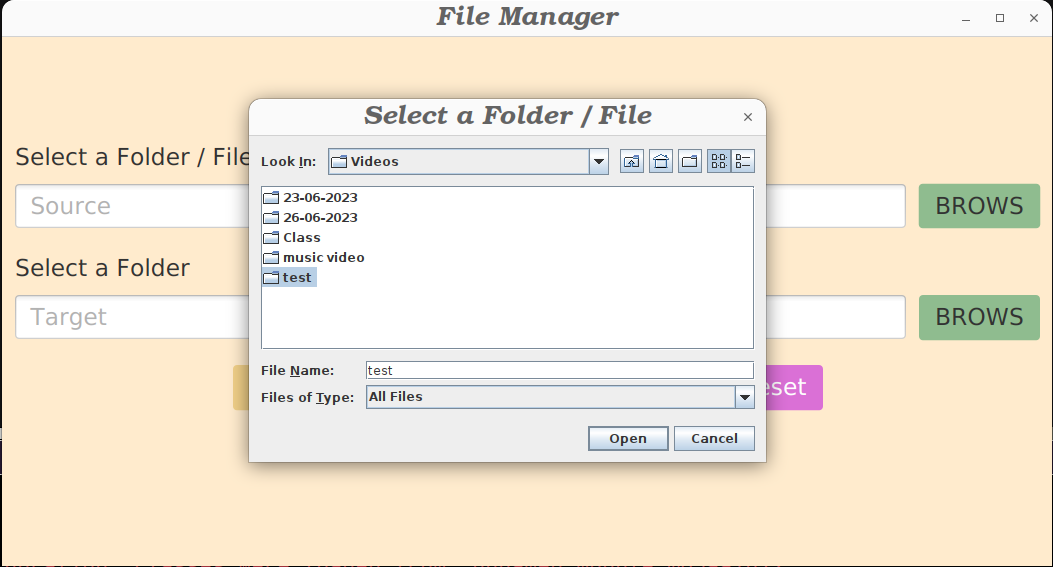 File Manager
Select a Folder / File
Select a Folder / File
Look In: Videos
23-06-2023
26-06-2023
Class
music video
test
Source
BROWS
Select a Folder
Target
BROWS
File Name: test
Files of Type: All Files
eset
Open Cancel